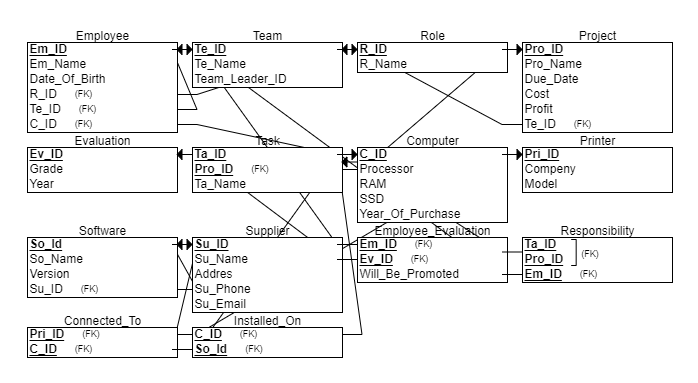 Employee Team Role Project
Em_ID Te_ID R_ID Pro_ID
Em_Name Te_Name R_Name Pro_Name
Date_Of_Birth Team_Leader_ID Due_Date
R_ID (FK) Cost
Te_ID (FK) Profit
C_ID (FK) Te_ID (FK)
Evaluation Task Computer Printer
Ev_ID Ta_ID C_ID Pri_ID
Grade Pro_ID (FK) Processor Compeny
Year Ta_Name RAM Model
SSD
Year_Of_Purchase
Software Supplier Employee_Evaluation Responsibility
So_Id Su_ID Em_ID (FK) Ta_ID
So_Name Su_Name Ev_ID (FK) Pro_ID (FK)
Version Addres Will_Be_Promoted Em_ID (FK)
Su_ID (FK) Su_Phone
Su_Email
Connected_To Installed_On
Pri_ID (FK) C_ID (FK)
C_ID (FK) So_Id (FK)